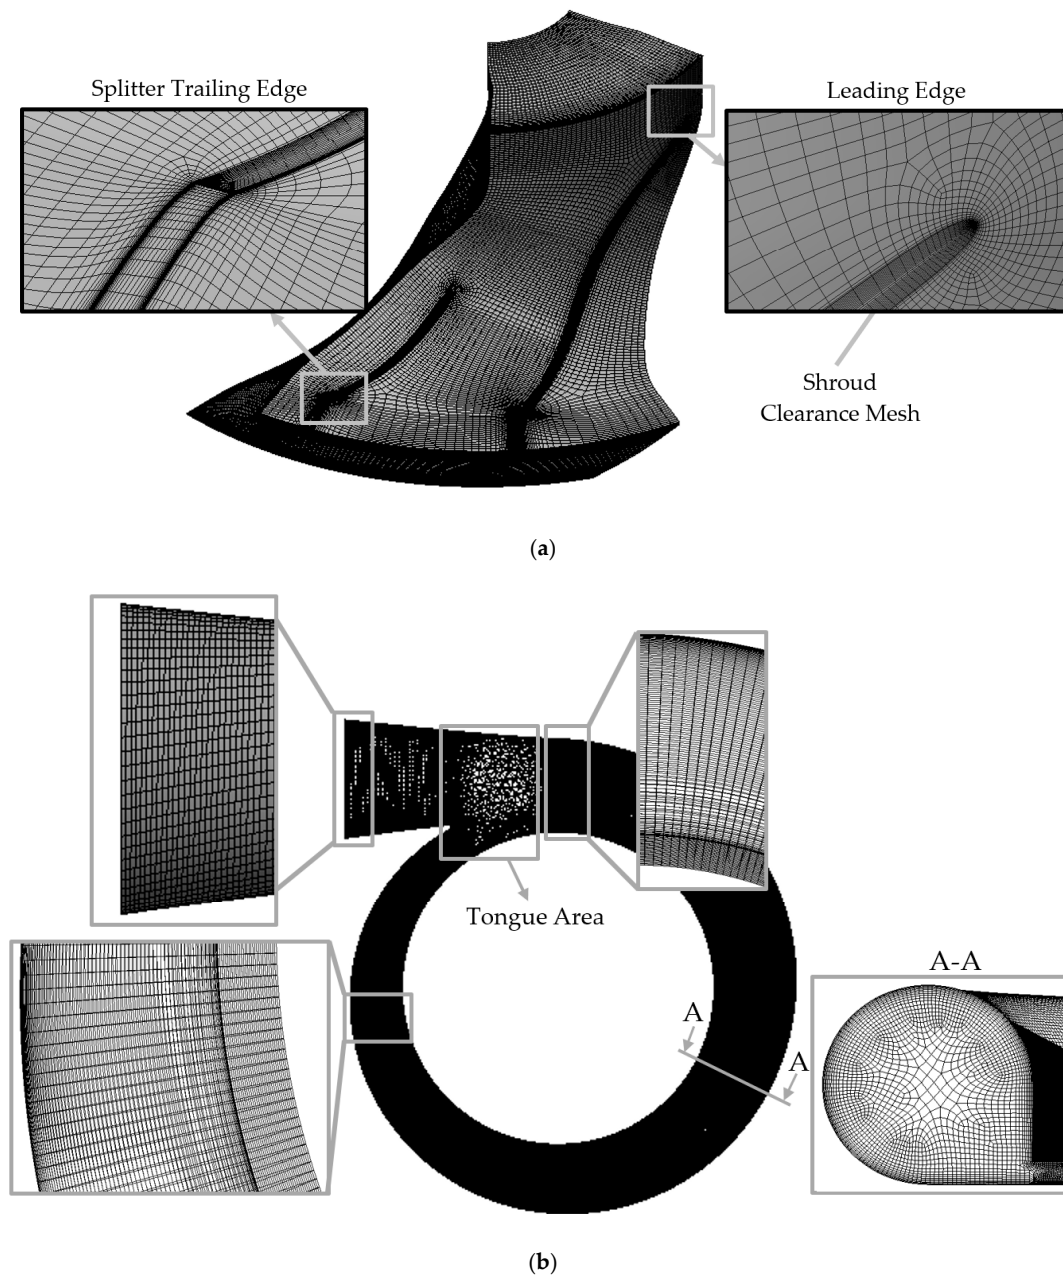 Splitter Trailing Edge
Leading Edge
Shroud
Clearance Mesh
(a)
Tongue Area
A-A
A
A
(b)